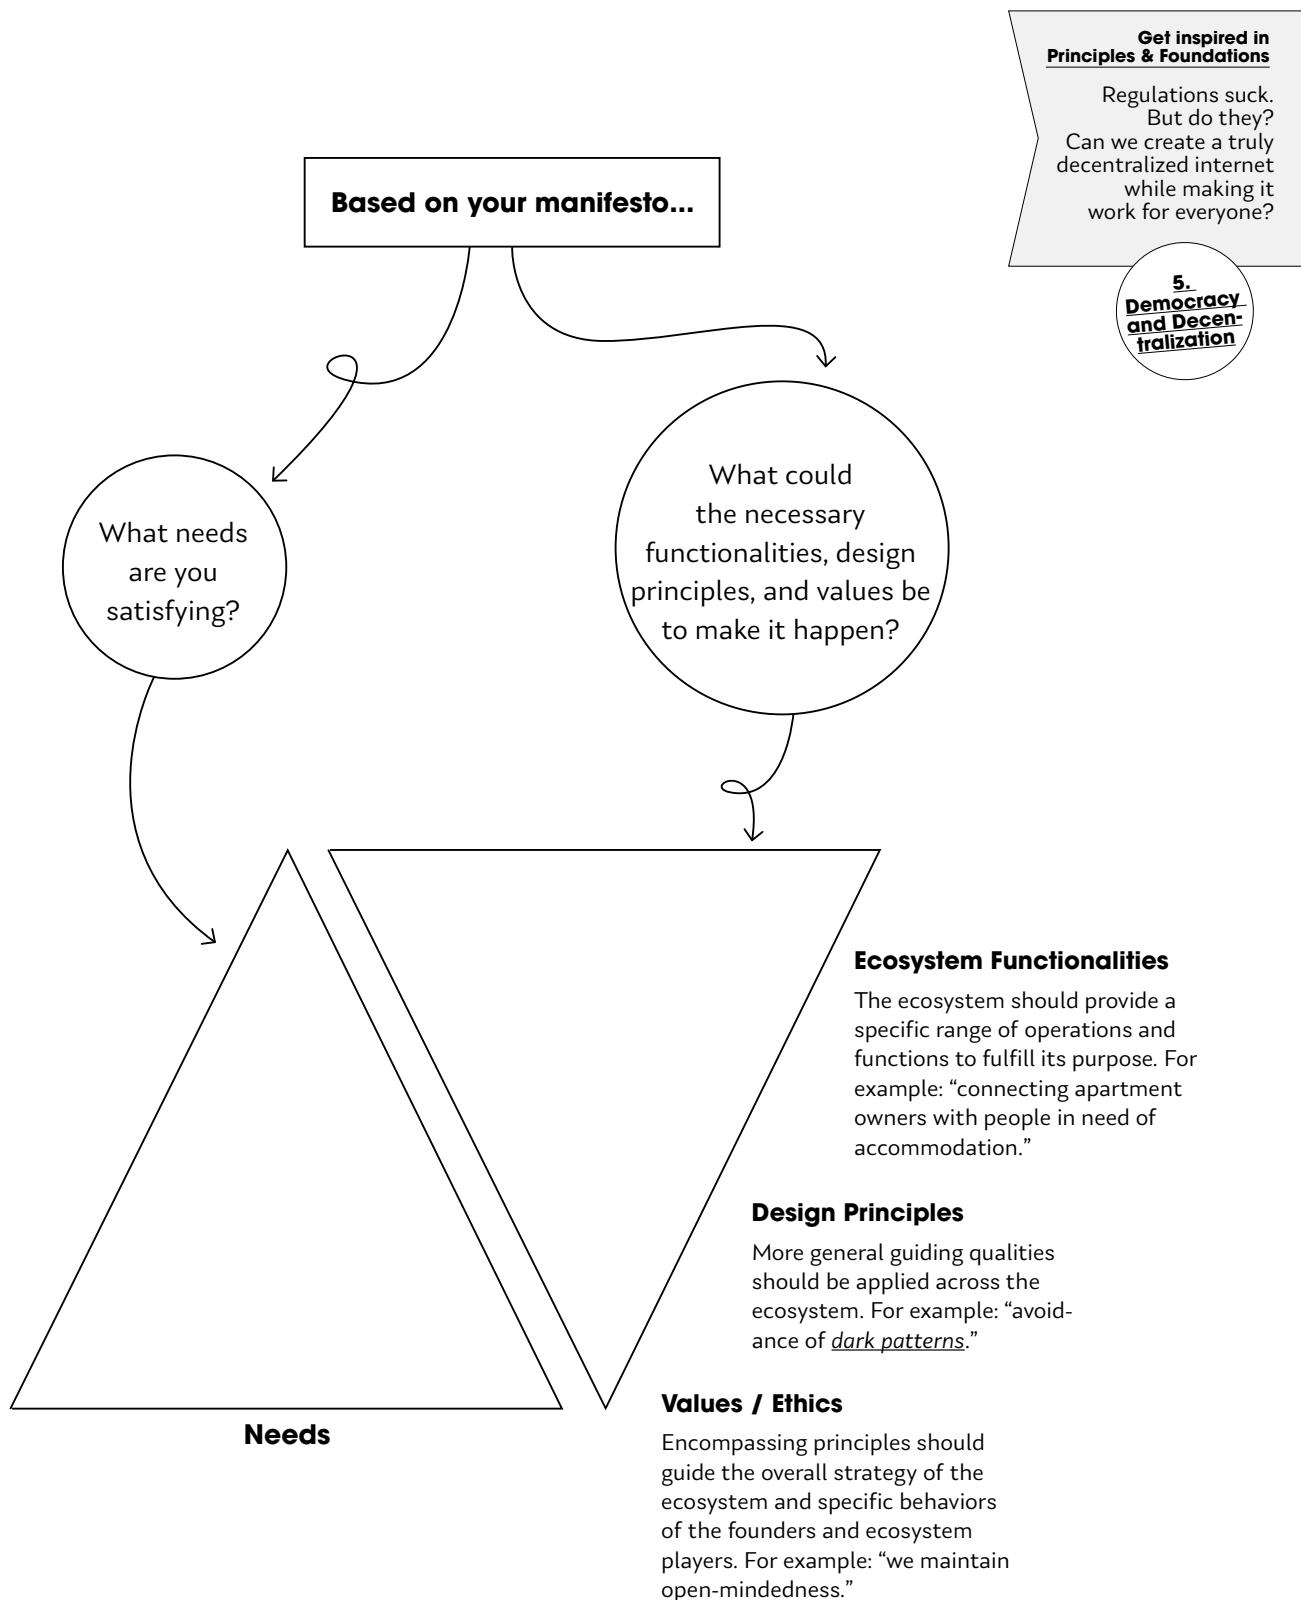 Get inspired in
Principles & Foundations
Regulations suck.
But do they?
Can we create a truly
decentralized internet
while making it
work for everyone?
5.
Democracy
and Decen-
tralization
Based on your manifesto...
What needs
are you
satisfying?
What could
the necessary
functionalities, design
principles, and values be
to make it happen?
Ecosystem Functionalities
The ecosystem should provide a
specific range of operations and
functions to fulfill its purpose. For
example: “connecting apartment
owners with people in need of
accommodation.”
Design Principles
More general guiding qualities
should be applied across the
ecosystem. For example: “avoid-
ance of dark patterns.”
Values / Ethics
Encompassing principles should
guide the overall strategy of the
ecosystem and specific behaviors
of the founders and ecosystem
players. For example: “we maintain
open-mindedness.”
Needs